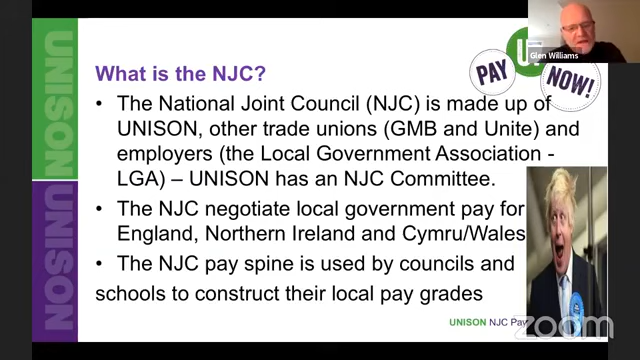 UNISON
UNISON
What is the NJC?
PAY
UP
NOW!
Glen Williams
• The National Joint Council (NJC) is made up of
UNISON, other trade unions (GMB and Unite) and
employers (the Local Government Association -
LGA) – UNISON has an NJC Committee.
• The NJC negotiate local government pay for
England, Northern Ireland and Cymru/Wales
• The NJC pay spine is used by councils and
schools to construct their local pay grades
UNISON NJC Pay
zoom